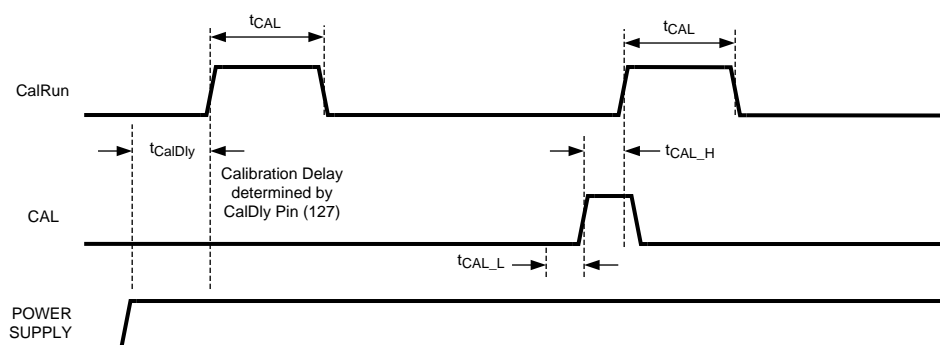 tCAL
tCAL
CalRun
tCalDly
tCAL_H
Calibration Delay
determined by
CalDly Pin (127)
CAL
tCAL_L
POWER
SUPPLY